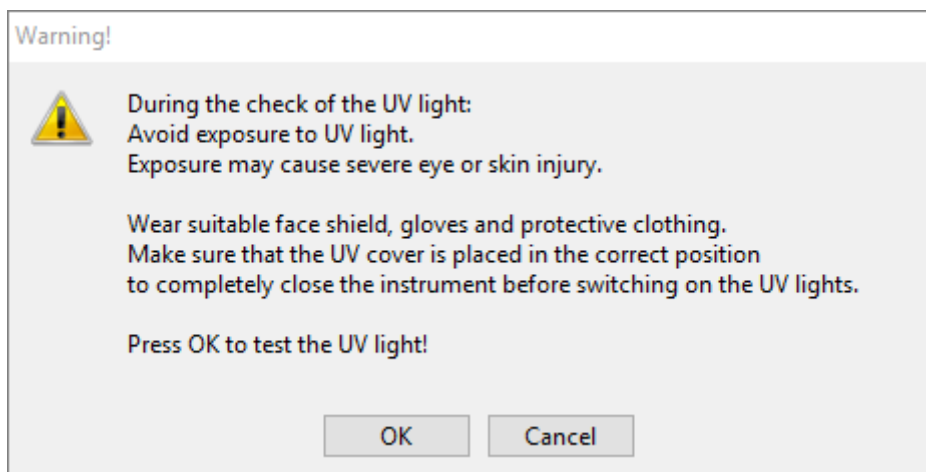 Warning!
During the check of the UV light:
Avoid exposure to UV light.
Exposure may cause severe eye or skin injury.
Wear suitable face shield, gloves and protective clothing.
Make sure that the UV cover is placed in the correct position
to completely close the instrument before switching on the UV lights.
Press OK to test the UV light!
OK
Cancel